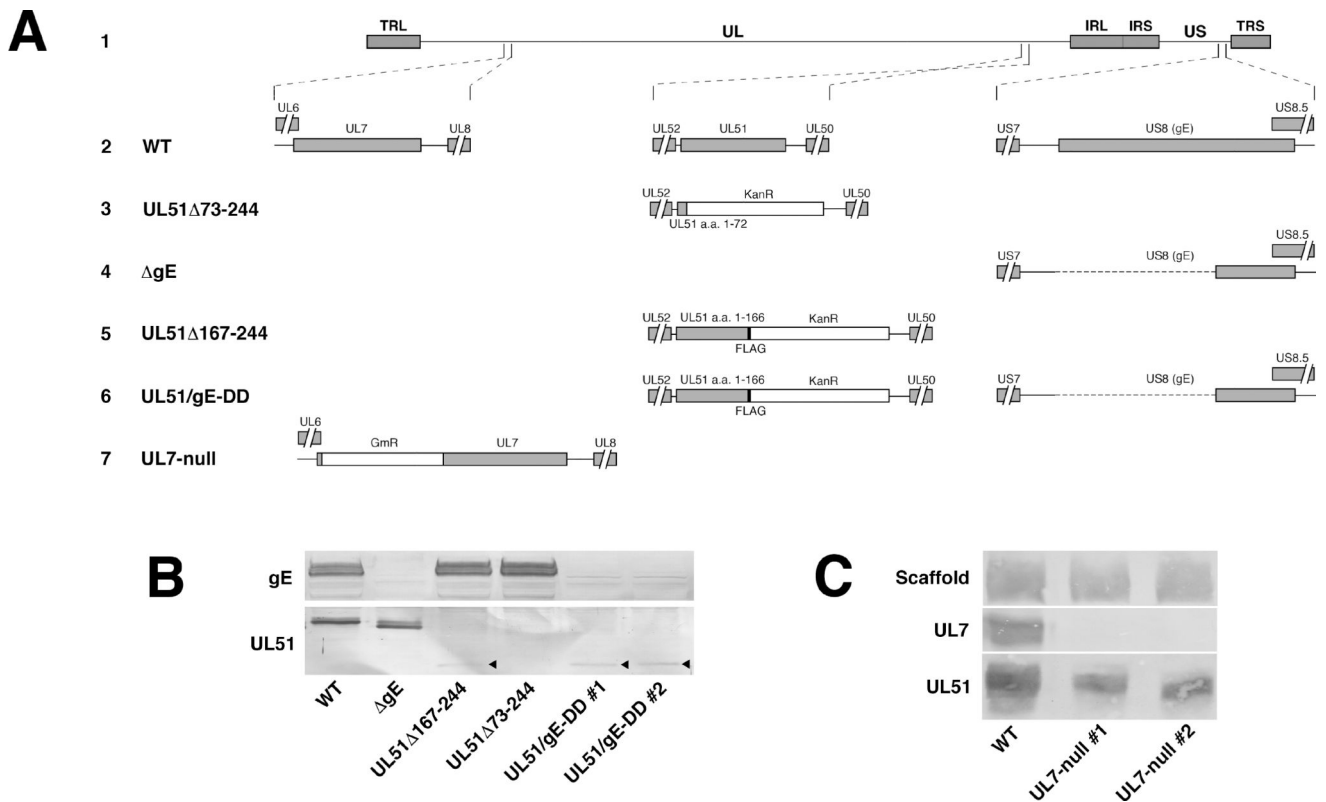 A
1
TRL
UL
IRL IRS
US
TRS
2 WT
UL6
UL7
UL8
UL52
UL51
UL50
US7
US8 (gE)
US8.5
3 UL51Δ73-244
UL52
KanR
UL50
UL51 a.a. 1-72
4 ΔgE
US7
US8 (gE)
US8.5
5 UL51Δ167-244
UL52
UL51 a.a. 1-166
KanR
UL50
FLAG
6 UL51/gE-DD
UL52
UL51 a.a. 1-166
KanR
UL50
FLAG
US7
US8 (gE)
US8.5
7 UL7-null
UL6
GmR
UL7
UL8
B
gE
UL51
WT
ΔgE
UL51Δ167-244
UL51Δ73-244
UL51/gE-DD #1
UL51/gE-DD #2
C
Scaffold
UL7
UL51
WT
UL7-null #1
UL7-null #2